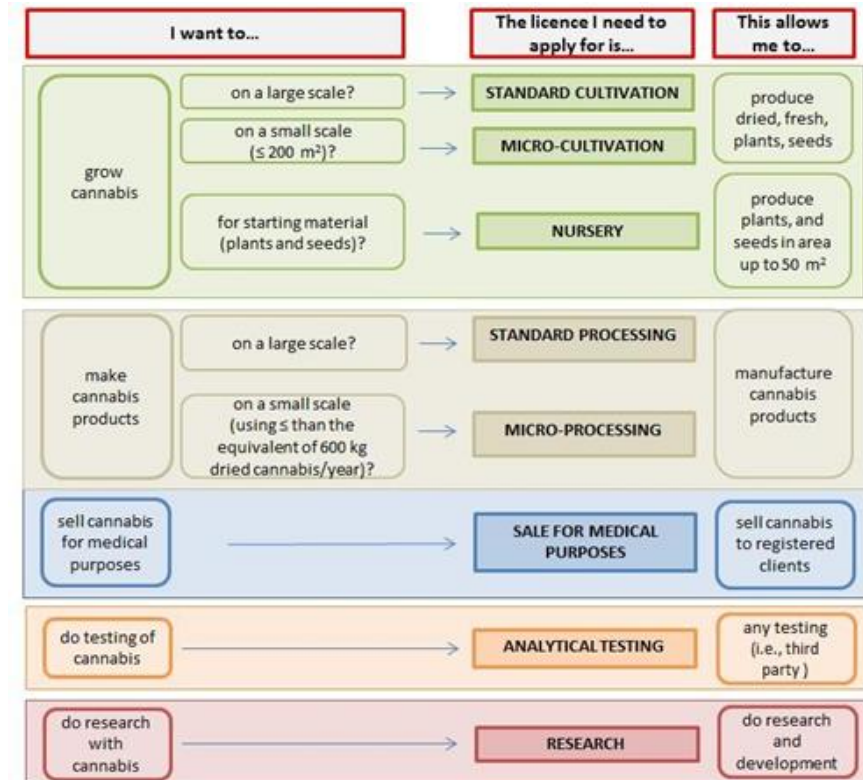 I want to...
The licence I need to
apply for is...
This allows
me to...
grow
cannabis
on a large scale?
STANDARD CULTIVATION
on a small scale
(≤ 200 m²)?
MICRO-CULTIVATION
produce
dried, fresh,
plants, seeds
for starting material
(plants and seeds)?
NURSERY
produce
plants, and
seeds in area
up to 50 m²
make
cannabis
products
on a large scale?
STANDARD PROCESSING
on a small scale
(using ≤ than the
equivalent of 600 kg
dried cannabis/year)?
MICRO-PROCESSING
manufacture
cannabis
products
sell cannabis
for medical
purposes
SALE FOR MEDICAL
PURPOSES
sell cannabis
to registered
clients
do testing of
cannabis
ANALYTICAL TESTING
any testing
(i.e., third
party )
do research
with
cannabis
RESEARCH
do research
and
development